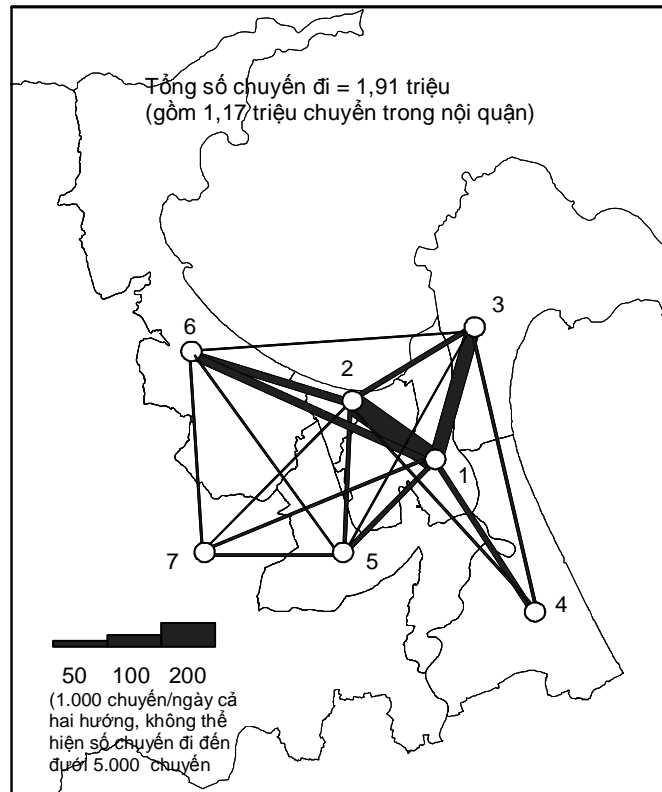 Tổng số chuyến đi = 1,91 triệu
(gồm 1,17 triệu chuyển trong nội quận)
3
6
2
1
7
5
4
50 100 200
(1.000 chuyến/ngày cả
hai hướng, không thể
hiện số chuyến đi đến
dưới 5.000 chuyến